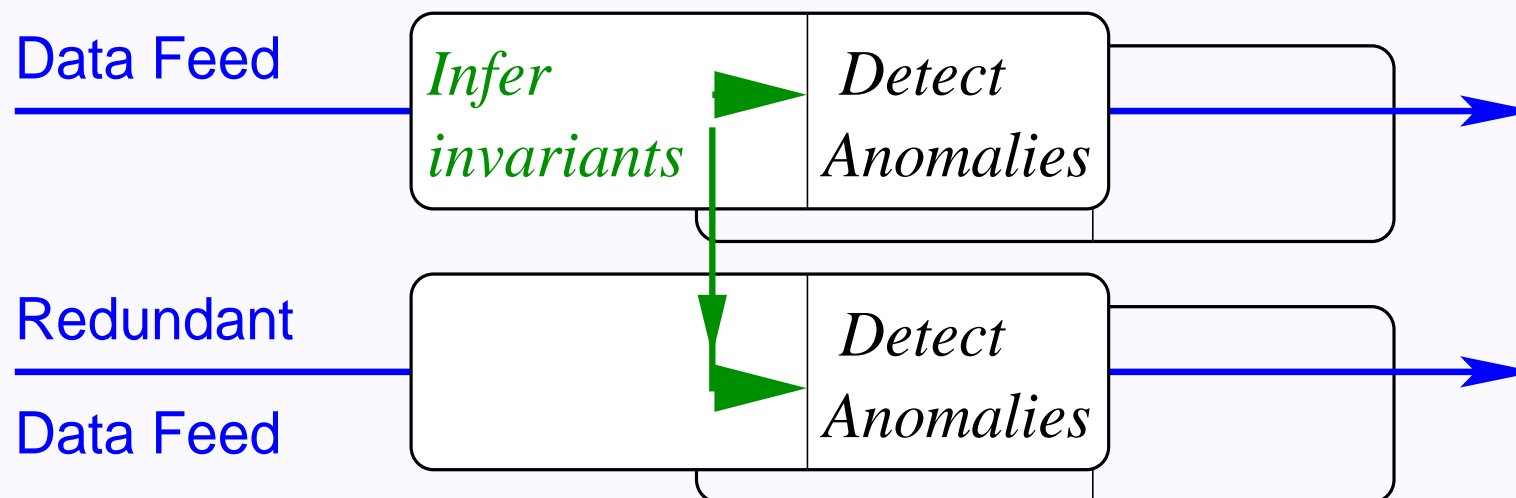 Data Feed
Infer
invariants
Detect
Anomalies
Redundant
Data Feed
Detect
Anomalies